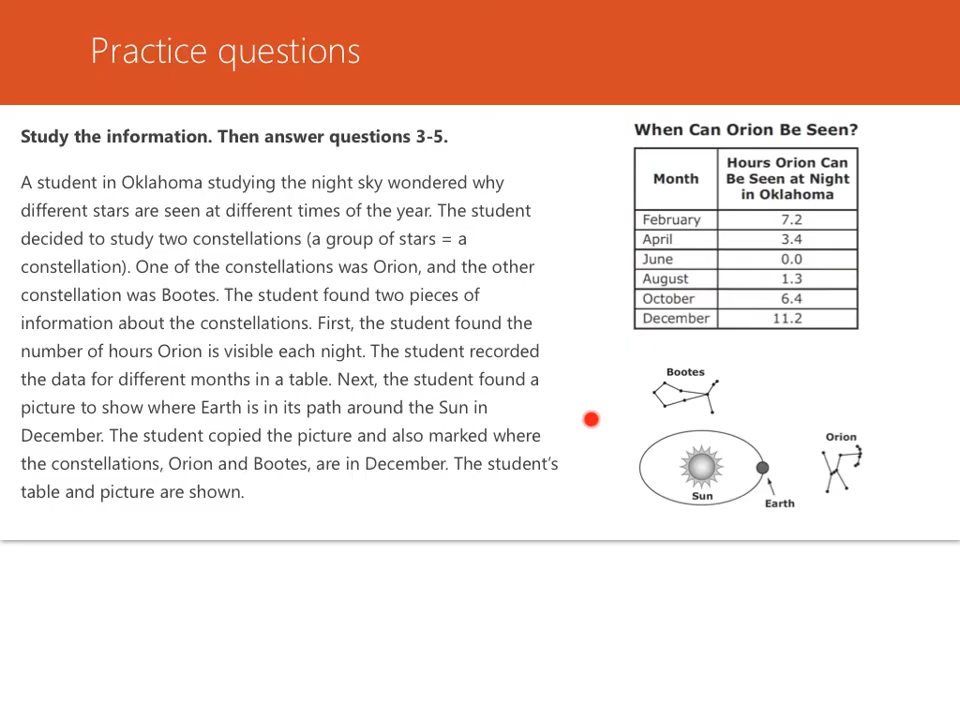 Practice questions
Study the information. Then answer questions 3-5.
A student in Oklahoma studying the night sky wondered why
different stars are seen at different times of the year. The student
decided to study two constellations (a group of stars = a
constellation). One of the constellations was Orion, and the other
constellation was Bootes. The student found two pieces of
information about the constellations. First, the student found the
number of hours Orion is visible each night. The student recorded
the data for different months in a table. Next, the student found a
picture to show where Earth is in its path around the Sun in
December. The student copied the picture and also marked where
the constellations, Orion and Bootes, are in December. The student’s
table and picture are shown.
When Can Orion Be Seen?
Month
Hours Orion Can
Be Seen at Night
in Oklahoma
February 7.2
April 3.4
June 0.0
August 1.3
October 6.4
December 11.2
Bootes
Orion
Sun
Earth